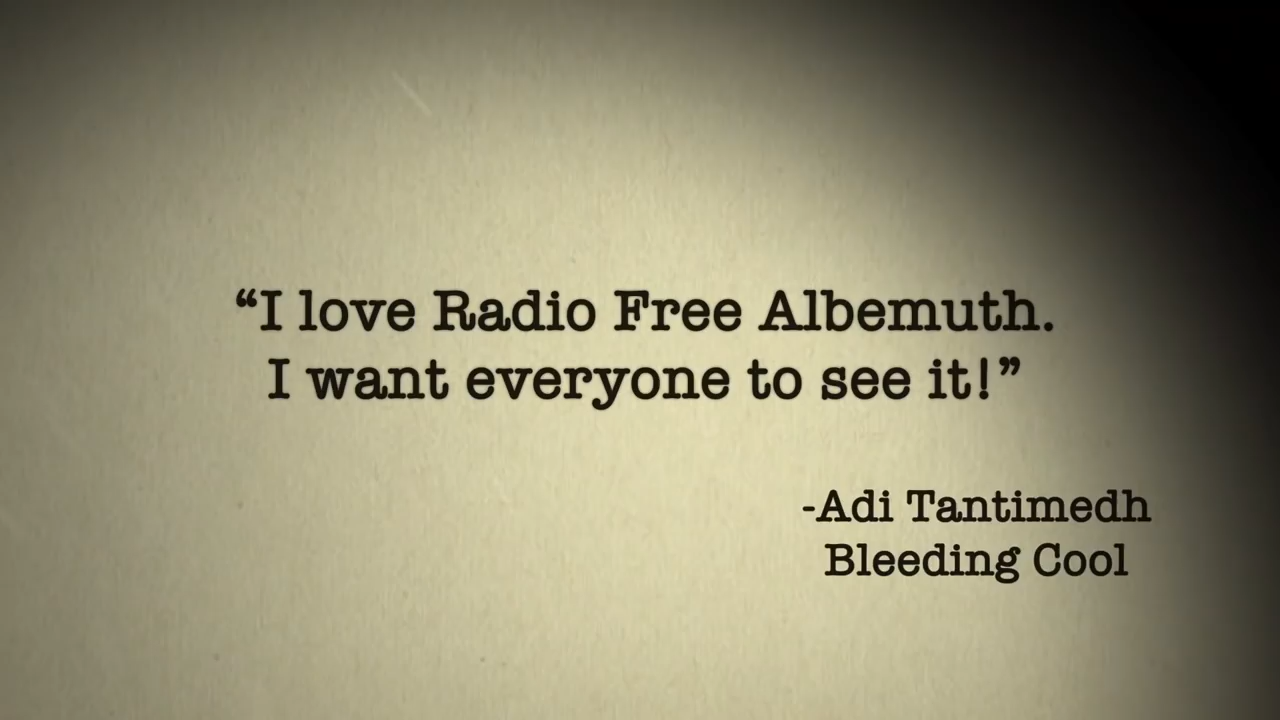 “I love Radio Free Albemuth.
I want everyone to see it!”
-Adi Tantimedh
Bleeding Cool